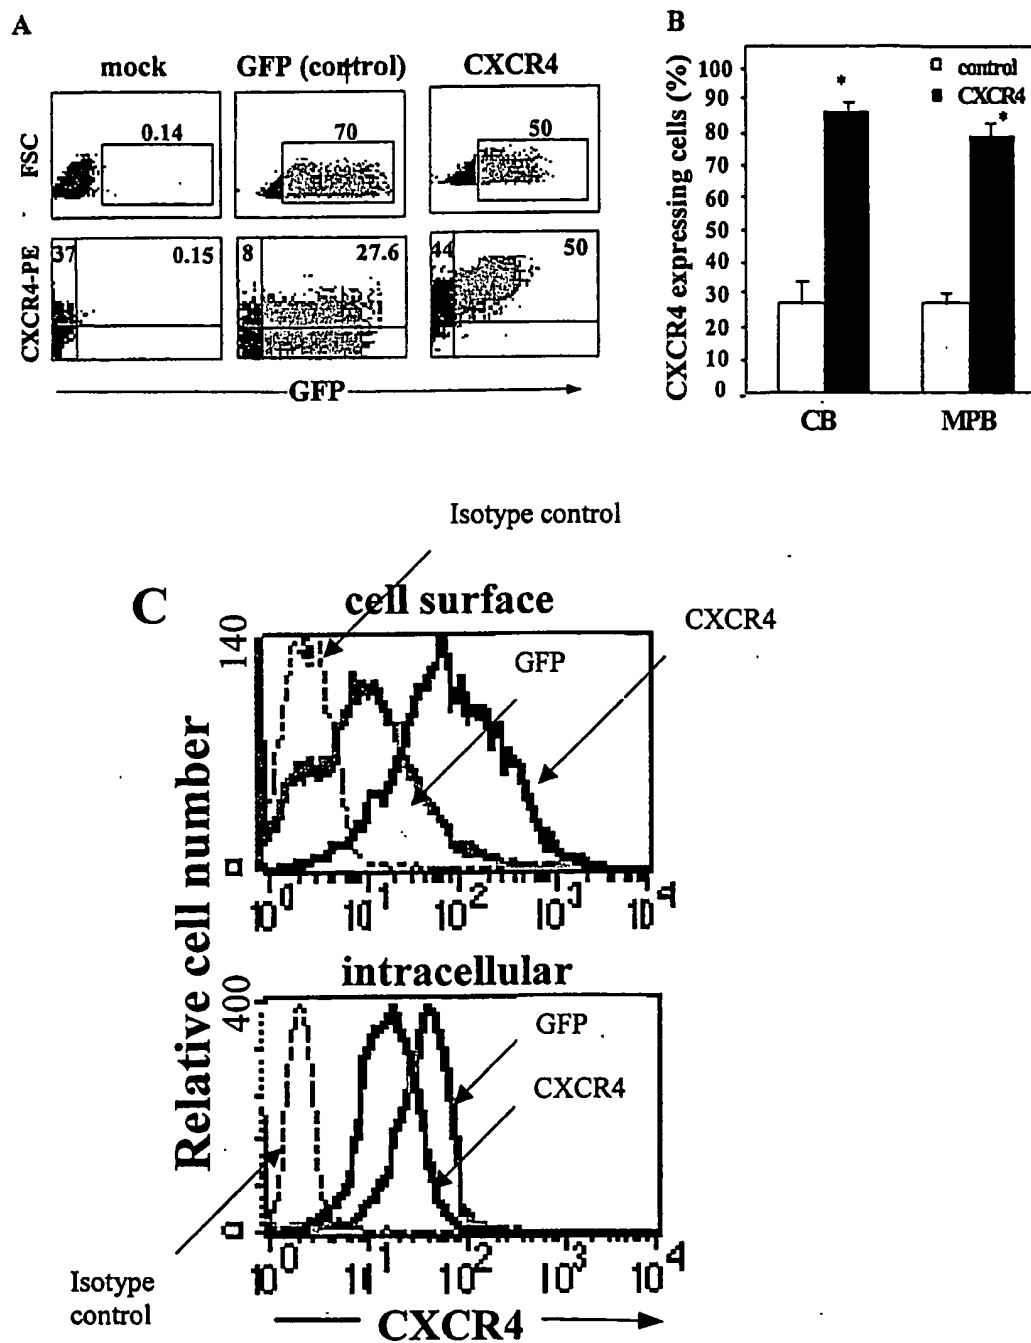 A
mock GFP (control) CXCR4
FSC
0.14
70
50
CXCR4-PE
37 0.15
8 27.6
44 50
GFP
B
CXCR4 expressing cells (%)
100
90
80
70
60
50
40
30
20
10
0
control
CXCR4
*
*
CB MPB
C
Isotype control
cell surface
CXCR4
GFP
140
0
10^0 10^1 10^2 10^3 10^4
Relative cell number
intracellular
GFP
CXCR4
400
0
10^0 10^1 10^2 10^3 10^4
Isotype
control
CXCR4